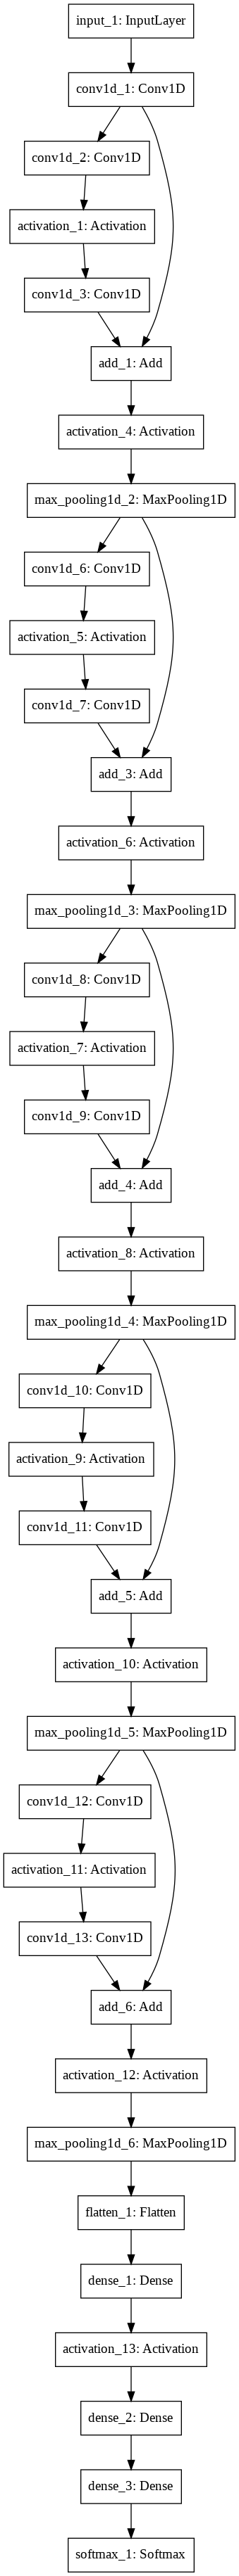 input_1: InputLayer
conv1d_1: Conv1D
conv1d_2: Conv1D
activation_1: Activation
conv1d_3: Conv1D
add_1: Add
activation_4: Activation
max_pooling1d_2: MaxPooling1D
conv1d_6: Conv1D
activation_5: Activation
conv1d_7: Conv1D
add_3: Add
activation_6: Activation
max_pooling1d_3: MaxPooling1D
conv1d_8: Conv1D
activation_7: Activation
conv1d_9: Conv1D
add_4: Add
activation_8: Activation
max_pooling1d_4: MaxPooling1D
conv1d_10: Conv1D
activation_9: Activation
conv1d_11: Conv1D
add_5: Add
activation_10: Activation
max_pooling1d_5: MaxPooling1D
conv1d_12: Conv1D
activation_11: Activation
conv1d_13: Conv1D
add_6: Add
activation_12: Activation
max_pooling1d_6: MaxPooling1D
flatten_1: Flatten
dense_1: Dense
activation_13: Activation
dense_2: Dense
dense_3: Dense
softmax_1: Softmax